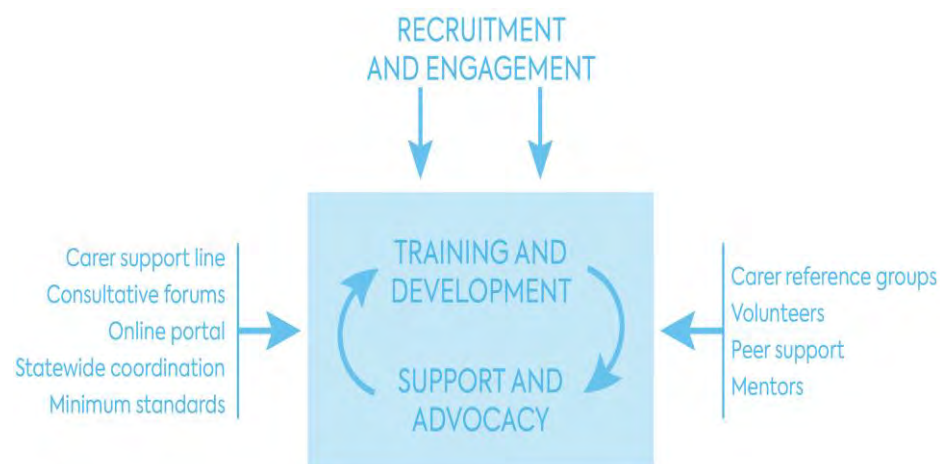 RECRUITMENT
AND ENGAGEMENT
Carer support line
Consultative forums
Online portal
Statewide coordination
Minimum standards
TRAINING AND
DEVELOPMENT
SUPPORT AND
ADVOCACY
Carer reference groups
Volunteers
Peer support
Mentors